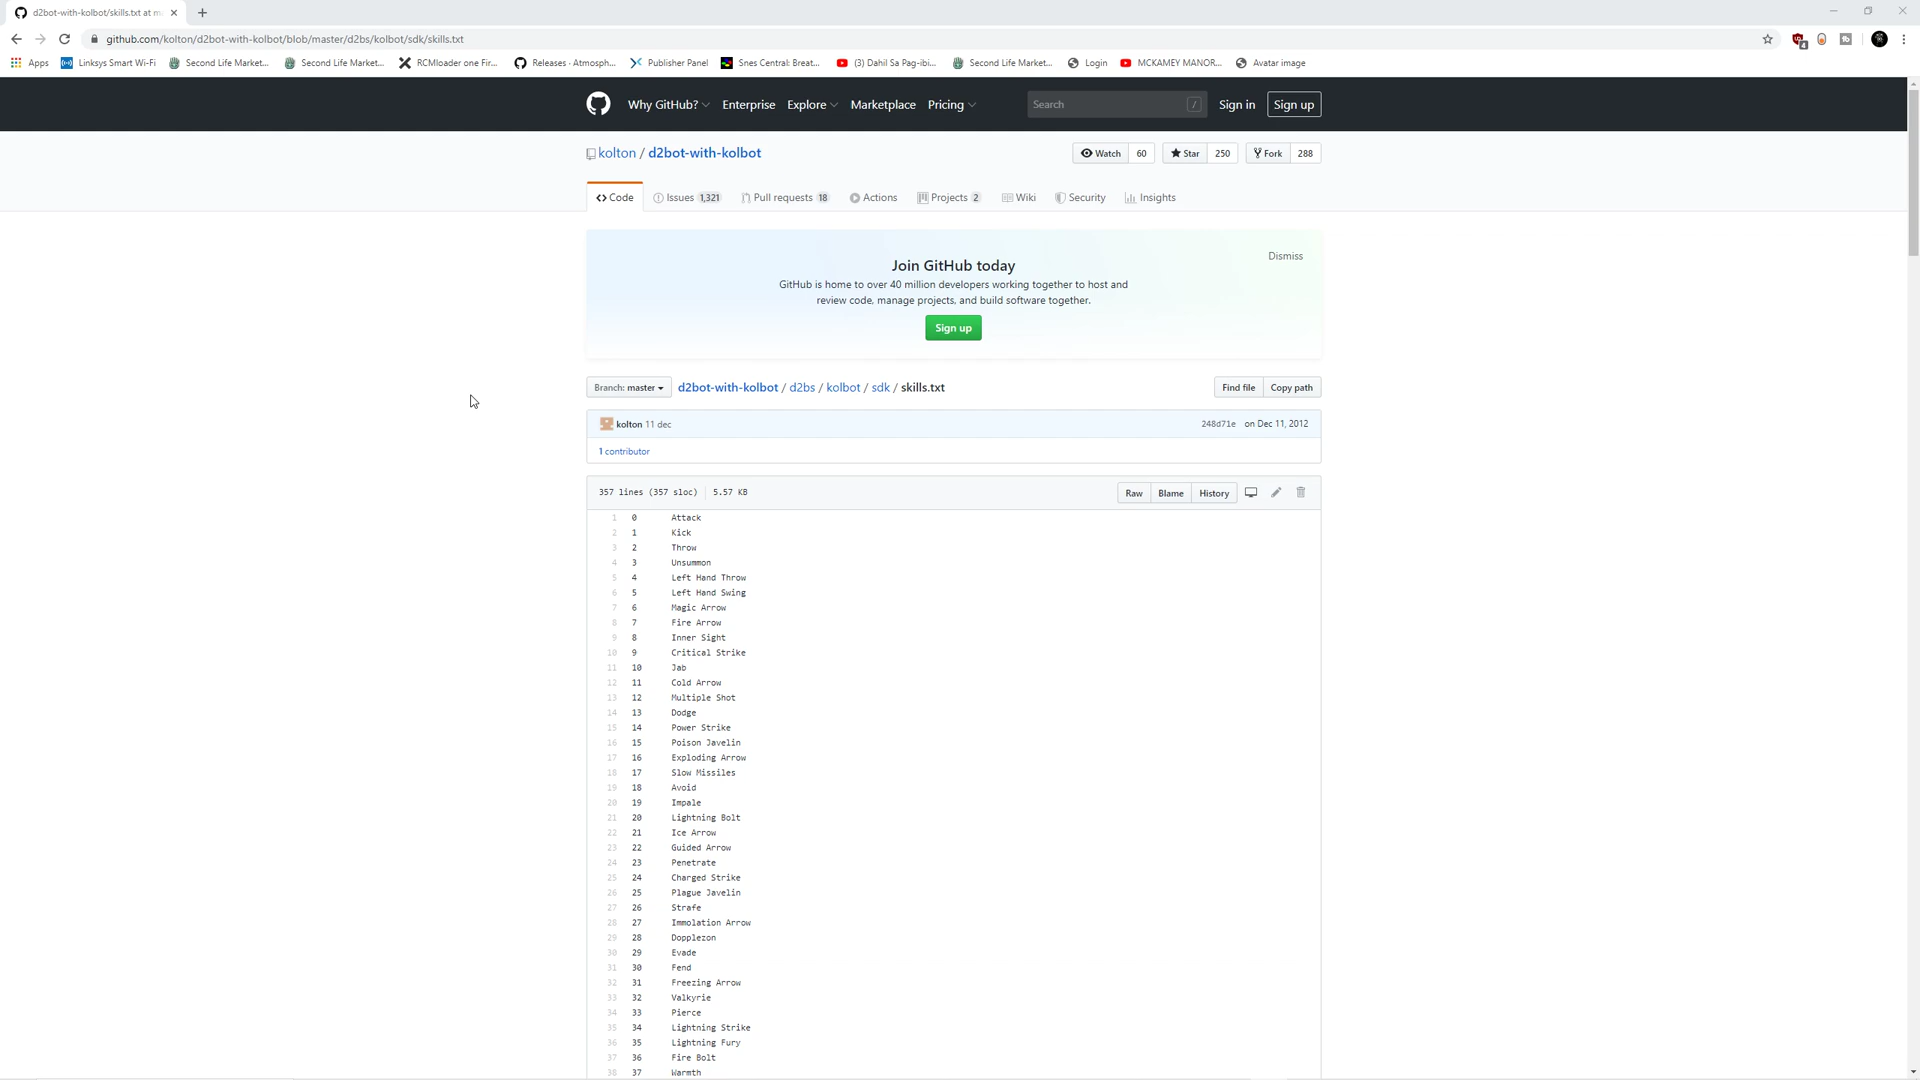 d2bot-with-kolbot/skills.txt at m
github.com/kolton/d2bot-with-kolbot/blob/master/d2bs/kolbot/sdk/skills.txt
Apps Linksys Smart Wi-Fi Second Life Market... Second Life Market... RCMloader one Fir... Releases · Atmosph... Publisher Panel Snes Central: Breat... (3) Dahil Sa Pag-ibi... Second Life Market... Login MCKAMEY MANOR... Avatar image
Why GitHub? Enterprise Explore Marketplace Pricing Search / Sign in Sign up
kolton / d2bot-with-kolbot Watch 60 Star 250 Fork 288
Code Issues 1,321 Pull requests 18 Actions Projects 2 Wiki Security Insights
Dismiss
Join GitHub today
GitHub is home to over 40 million developers working together to host and
review code, manage projects, and build software together.
Sign up
Branch: master d2bot-with-kolbot / d2bs / kolbot / sdk / skills.txt Find file Copy path
kolton 11 dec 248d71e on Dec 11, 2012
1 contributor
357 lines (357 sloc) 5.57 KB Raw Blame History
1 0 Attack
2 1 Kick
3 2 Throw
4 3 Unsummon
5 4 Left Hand Throw
6 5 Left Hand Swing
7 6 Magic Arrow
8 7 Fire Arrow
9 8 Inner Sight
10 9 Critical Strike
11 10 Jab
12 11 Cold Arrow
13 12 Multiple Shot
14 13 Dodge
15 14 Power Strike
16 15 Poison Javelin
17 16 Exploding Arrow
18 17 Slow Missiles
19 18 Avoid
20 19 Impale
21 20 Lightning Bolt
22 21 Ice Arrow
23 22 Guided Arrow
24 23 Penetrate
25 24 Charged Strike
26 25 Plague Javelin
27 26 Strafe
28 27 Immolation Arrow
29 28 Dopplezon
30 29 Evade
31 30 Fend
32 31 Freezing Arrow
33 32 Valkyrie
34 33 Pierce
35 34 Lightning Strike
36 35 Lightning Fury
37 36 Fire Bolt
38 37 Warmth